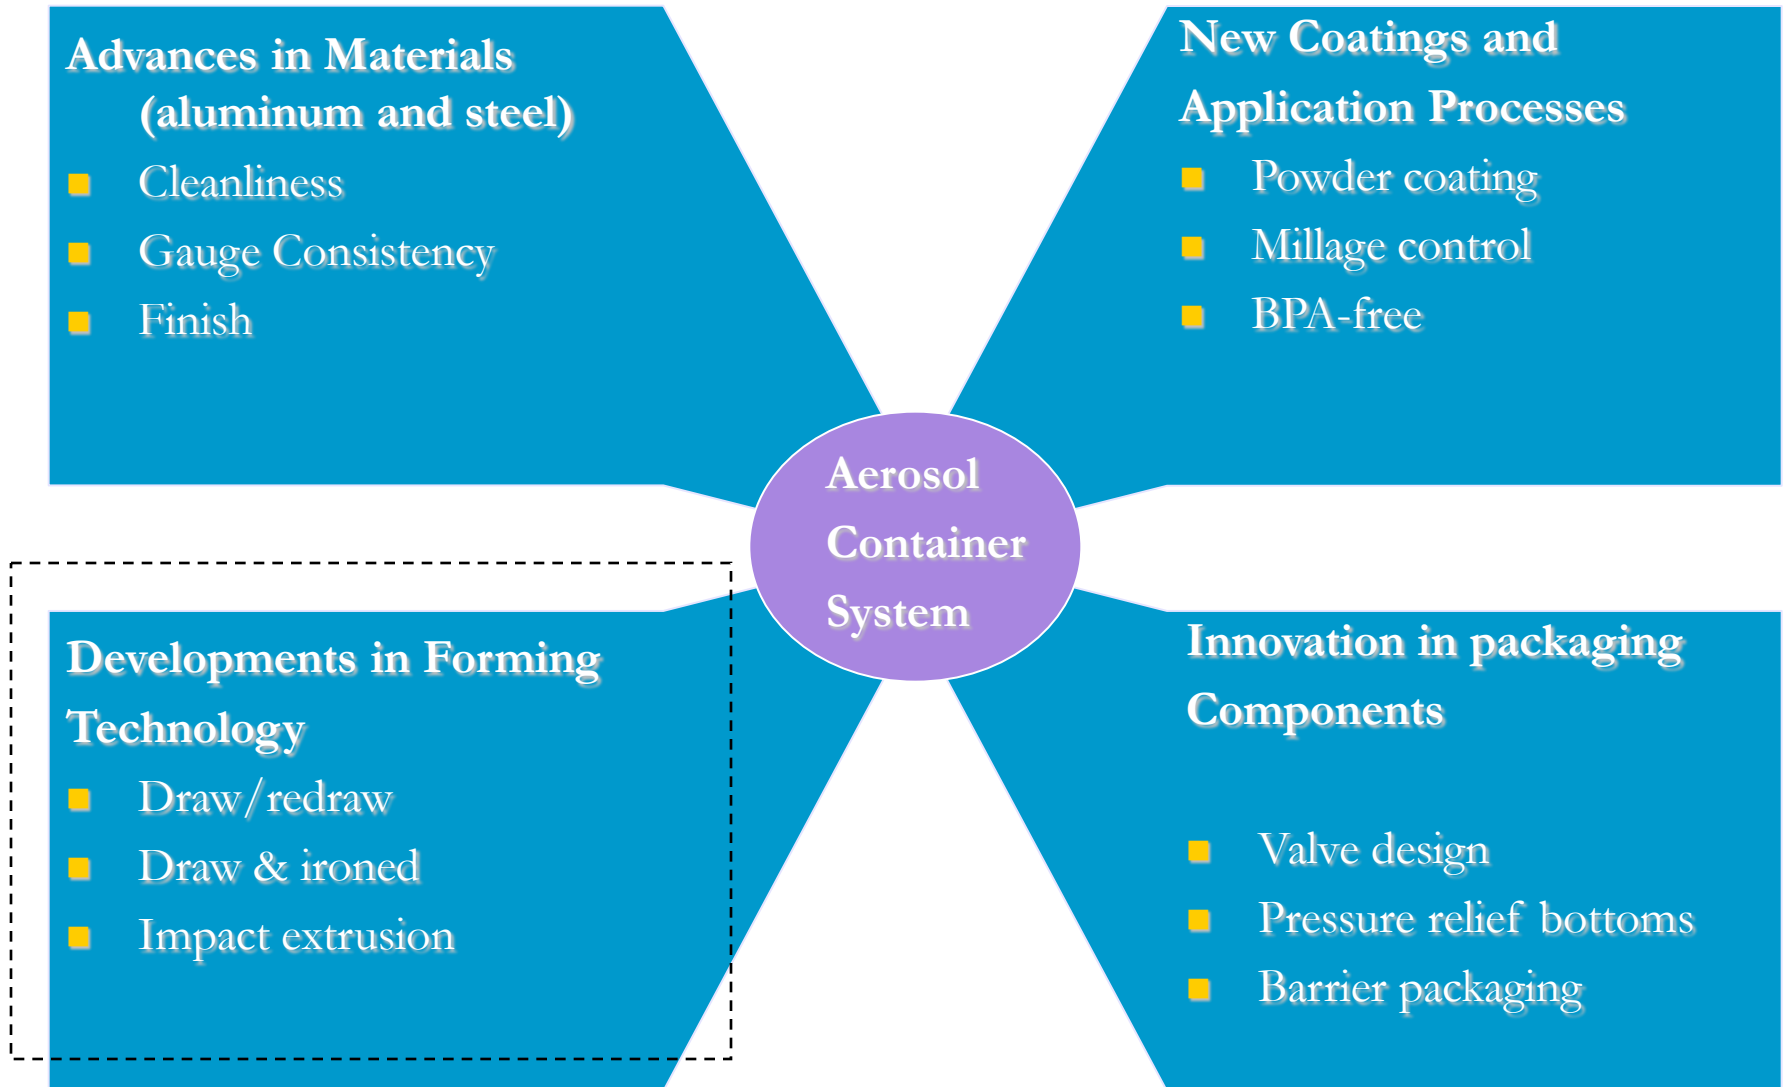 Advances in Materials
(aluminum and steel)
Cleanliness
Gauge Consistency
Finish
New Coatings and
Application Processes
Powder coating
Millage control
BPA-free
Aerosol
Container
System
Developments in Forming
Technology
Draw/redraw
Draw & ironed
Impact extrusion
Innovation in packaging
Components
Valve design
Pressure relief bottoms
Barrier packaging